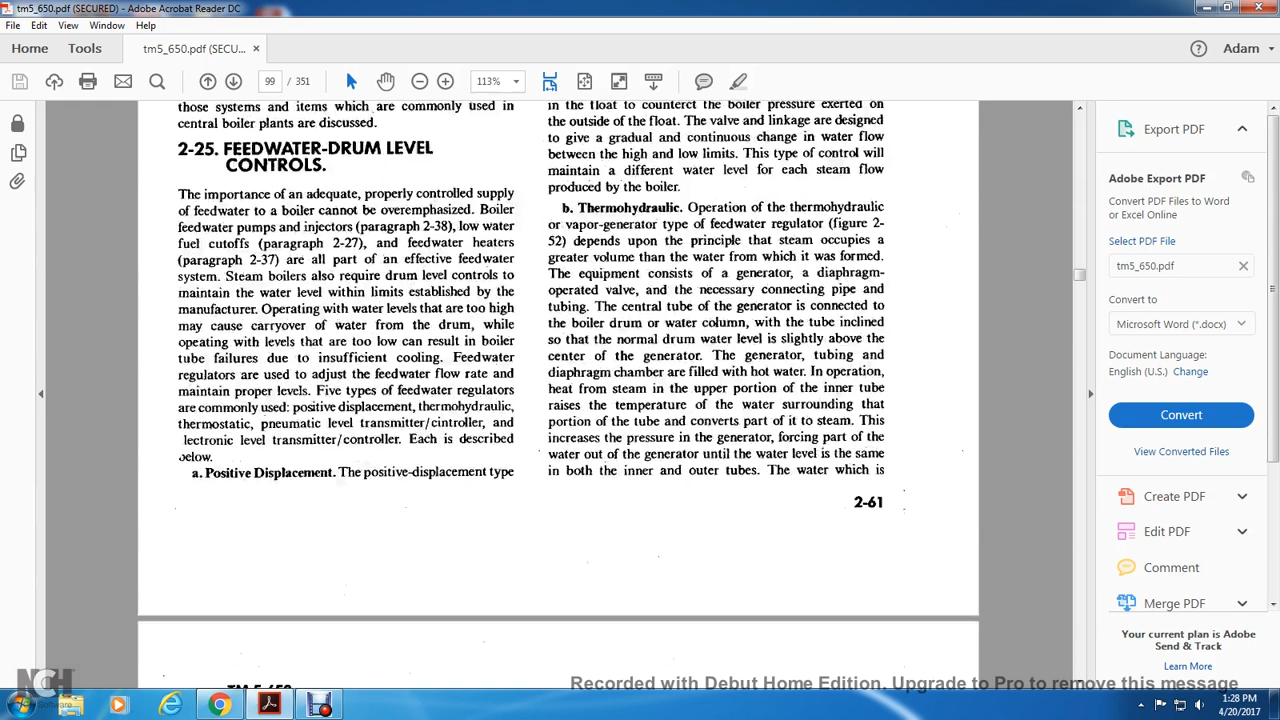 tm5_650.pdf (SECURED) - Adobe Acrobat Reader DC
File Edit View Window Help
Home Tools tm5_650.pdf (SECU... × Adam
99 / 351 113%
those systems and items which are commonly used in
central boiler plants are discussed.
2-25. FEEDWATER-DRUM LEVEL
CONTROLS.
The importance of an adequate, properly controlled supply
of feedwater to a boiler cannot be overemphasized. Boiler
feedwater pumps and injectors (paragraph 2-38), low water
fuel cutoffs (paragraph 2-27), and feedwater heaters
(paragraph 2-37) are all part of an effective feedwater
system. Steam boilers also require drum level controls to
maintain the water level within limits established by the
manufacturer. Operating with water levels that are too high
may cause carryover of water from the drum, while
opeating with levels that are too low can result in boiler
tube failures due to insufficient cooling. Feedwater
regulators are used to adjust the feedwater flow rate and
maintain proper levels. Five types of feedwater regulators
are commonly used: positive displacement, thermohydraulic,
thermostatic, pneumatic level transmitter/cintroller, and
lectronic level transmitter/controller. Each is described
below.
a. Positive Displacement. The positive-displacement type
in the float to counterct the boiler pressure exerted on
the outside of the float. The valve and linkage are designed
to give a gradual and continuous change in water flow
between the high and low limits. This type of control will
maintain a different water level for each steam flow
produced by the boiler.
b. Thermohydraulic. Operation of the thermohydraulic
or vapor-generator type of feedwater regulator (figure 2-
52) depends upon the principle that steam occupies a
greater volume than the water from which it was formed.
The equipment consists of a generator, a diaphragm-
operated valve, and the necessary connecting pipe and
tubing. The central tube of the generator is connected to
the boiler drum or water column, with the tube inclined
so that the normal drum water level is slightly above the
center of the generator. The generator, tubing and
diaphragm chamber are filled with hot water. In operation,
heat from steam in the upper portion of the inner tube
raises the temperature of the water surrounding that
portion of the tube and converts part of it to steam. This
increases the pressure in the generator, forcing part of the
water out of the generator until the water level is the same
in both the inner and outer tubes. The water which is
2-61
Export PDF
Adobe Export PDF
Convert PDF Files to Word
or Excel Online
Select PDF File
tm5_650.pdf
Convert to
Microsoft Word (*.docx)
Document Language:
English (U.S.) Change
Convert
View Converted Files
Create PDF
Edit PDF
Comment
Merge PDF
Your current plan is Adobe
Send & Track
Learn More
NCH
Software
Recorded with Debut Home Edition. Upgrade to Pro to remove this message
1:28 PM
4/20/2017